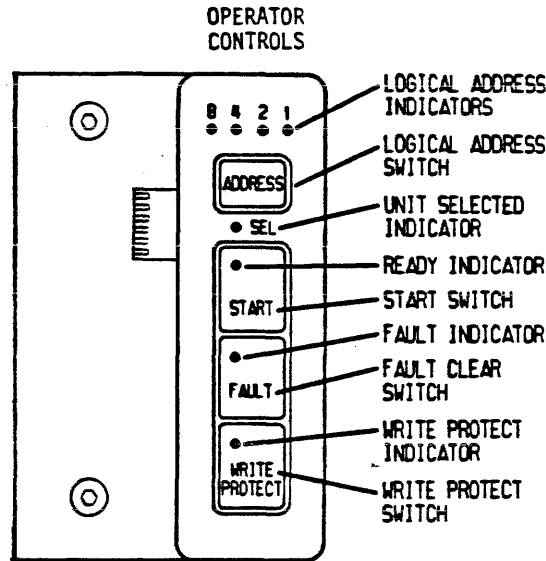 OPERATOR
CONTROLS
8 4 2 1
ADDRESS
SEL
START
FAULT
WRITE
PROTECT
LOGICAL ADDRESS
INDICATORS
LOGICAL ADDRESS
SWITCH
UNIT SELECTED
INDICATOR
READY INDICATOR
START SWITCH
FAULT INDICATOR
FAULT CLEAR
SWITCH
WRITE PROTECT
INDICATOR
WRITE PROTECT
SWITCH